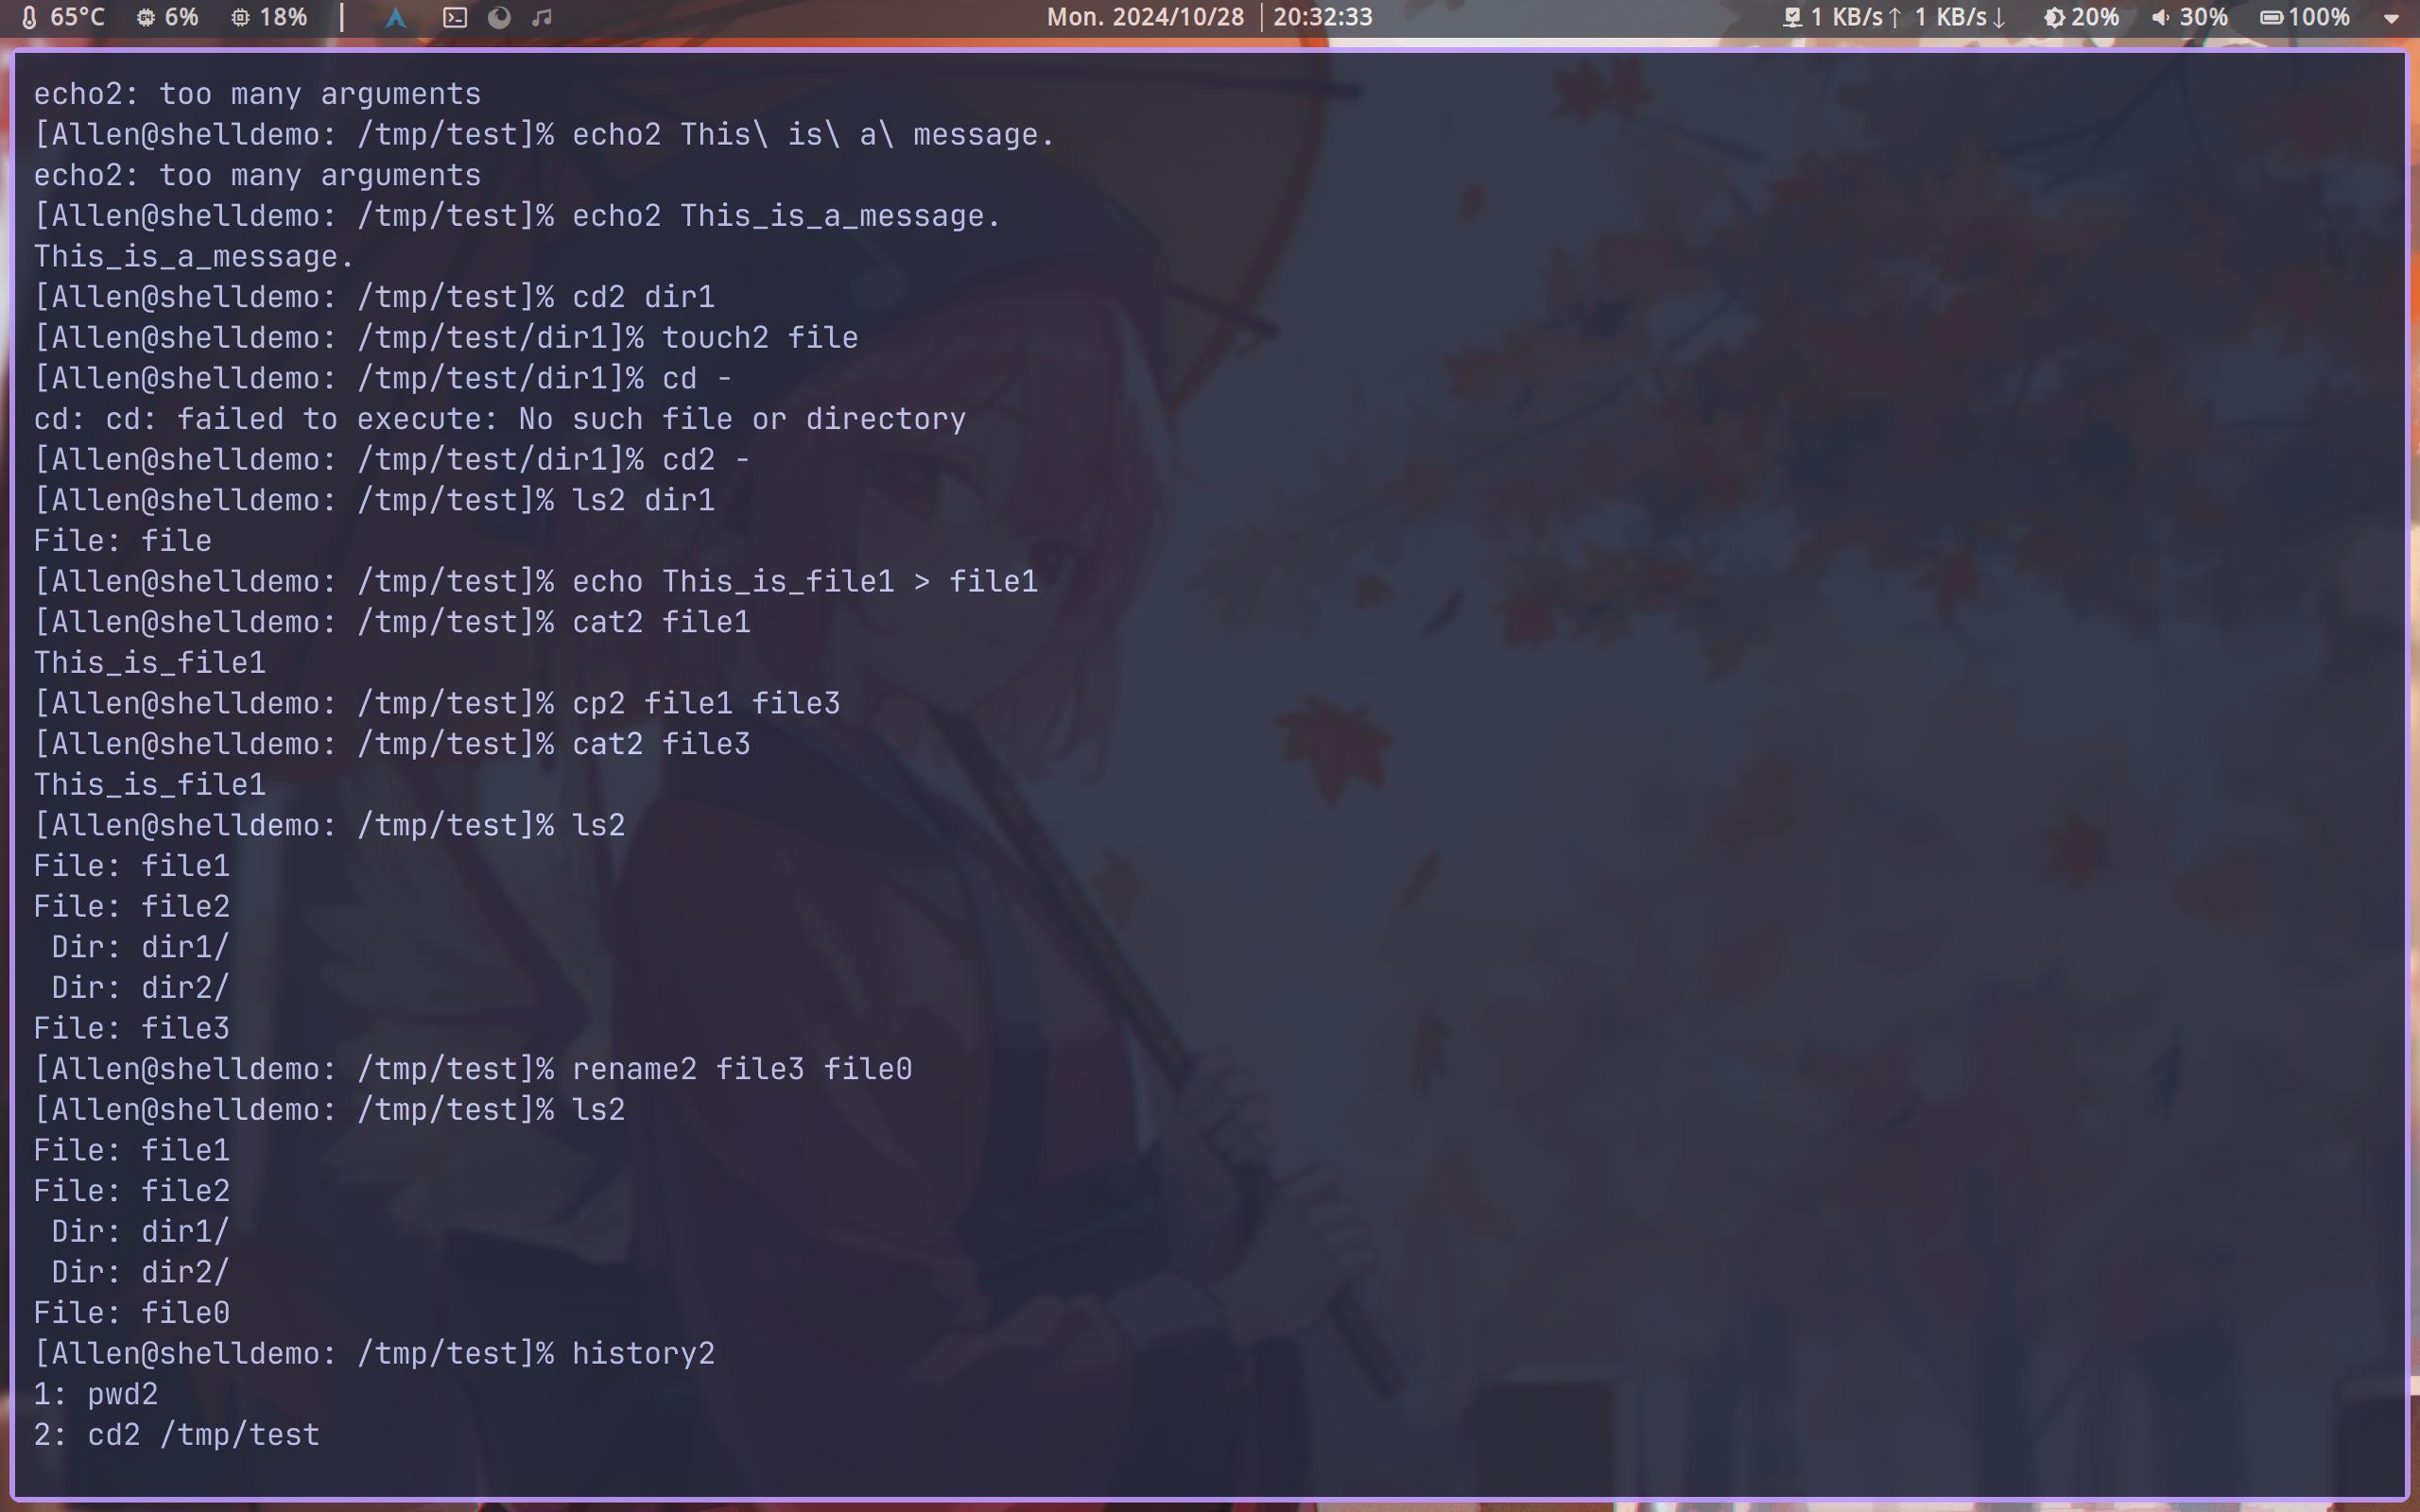 65°C 6% 18% | Mon. 2024/10/28 | 20:32:33 1 KB/s↑ 1 KB/s↓ 20% 30% 100%
echo2: too many arguments
[Allen@shelldemo: /tmp/test]% echo2 This\ is\ a\ message.
echo2: too many arguments
[Allen@shelldemo: /tmp/test]% echo2 This_is_a_message.
This_is_a_message.
[Allen@shelldemo: /tmp/test]% cd2 dir1
[Allen@shelldemo: /tmp/test/dir1]% touch2 file
[Allen@shelldemo: /tmp/test/dir1]% cd -
cd: cd: failed to execute: No such file or directory
[Allen@shelldemo: /tmp/test/dir1]% cd2 -
[Allen@shelldemo: /tmp/test]% ls2 dir1
File: file
[Allen@shelldemo: /tmp/test]% echo This_is_file1 > file1
[Allen@shelldemo: /tmp/test]% cat2 file1
This_is_file1
[Allen@shelldemo: /tmp/test]% cp2 file1 file3
[Allen@shelldemo: /tmp/test]% cat2 file3
This_is_file1
[Allen@shelldemo: /tmp/test]% ls2
File: file1
File: file2
 Dir: dir1/
 Dir: dir2/
File: file3
[Allen@shelldemo: /tmp/test]% rename2 file3 file0
[Allen@shelldemo: /tmp/test]% ls2
File: file1
File: file2
 Dir: dir1/
 Dir: dir2/
File: file0
[Allen@shelldemo: /tmp/test]% history2
1: pwd2
2: cd2 /tmp/test